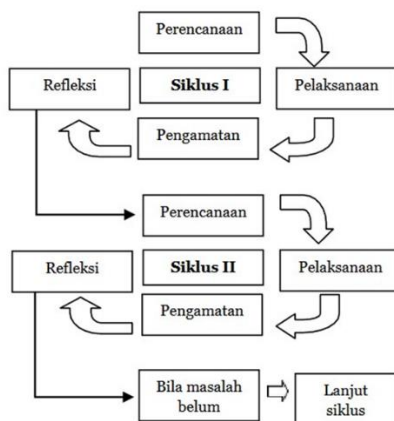 Perencanaan
Refleksi
Siklus I
Pelaksanaan
Pengamatan
Perencanaan
Refleksi
Siklus II
Pelaksanaan
Pengamatan
Bila masalah
belum
Lanjut
siklus